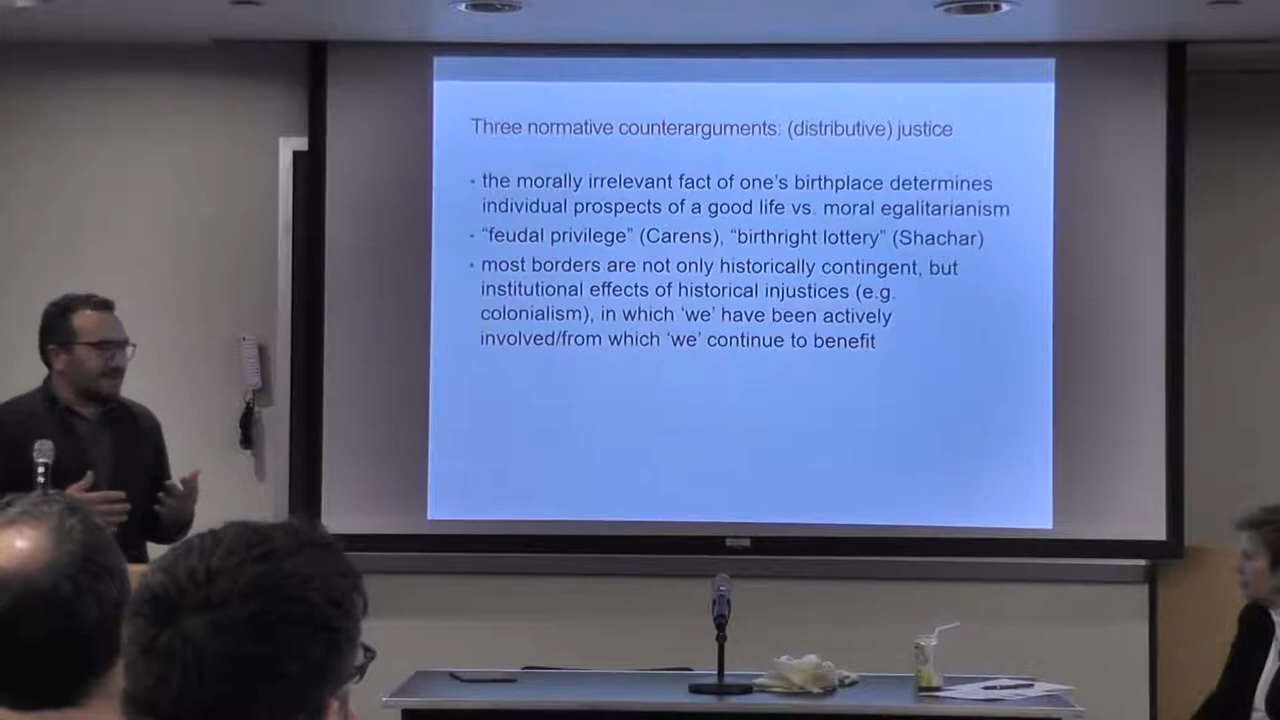 Three normative counterarguments: (distributive) justice
· the morally irrelevant fact of one's birthplace determines
individual prospects of a good life vs. moral egalitarianism
· “feudal privilege” (Carens), “birthright lottery” (Shachar)
· most borders are not only historically contingent, but
institutional effects of historical injustices (e.g.
colonialism), in which ‘we’ have been actively
involved/from which ‘we’ continue to benefit